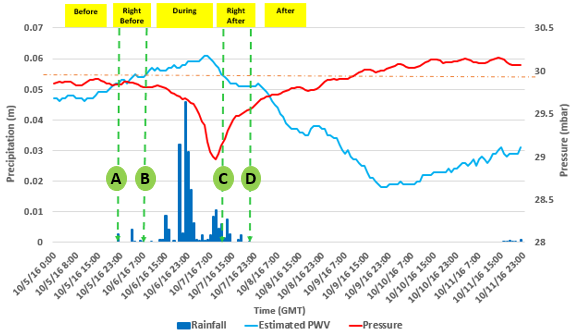 Before
Right
Before
During
Right
After
After
0.07
0.06
0.05
0.04
0.03
0.02
0.01
0
Precipitation (m)
30.5
30
29.5
29
28.5
28
Pressure (mbar)
A
B
C
D
10/5/16 0:00
10/5/16 8:00
10/5/16 15:00
10/5/16 23:00
10/6/16 7:00
10/6/16 15:00
10/6/16 23:00
10/7/16 7:00
10/7/16 15:00
10/7/16 23:00
10/8/16 7:00
10/8/16 15:00
10/8/16 23:00
10/9/16 7:00
10/9/16 15:00
10/9/16 23:00
10/10/16 7:00
10/10/16 15:00
10/10/16 23:00
10/11/16 7:00
10/11/16 15:00
10/11/16 23:00
Time (GMT)
Rainfall Estimated PWV Pressure